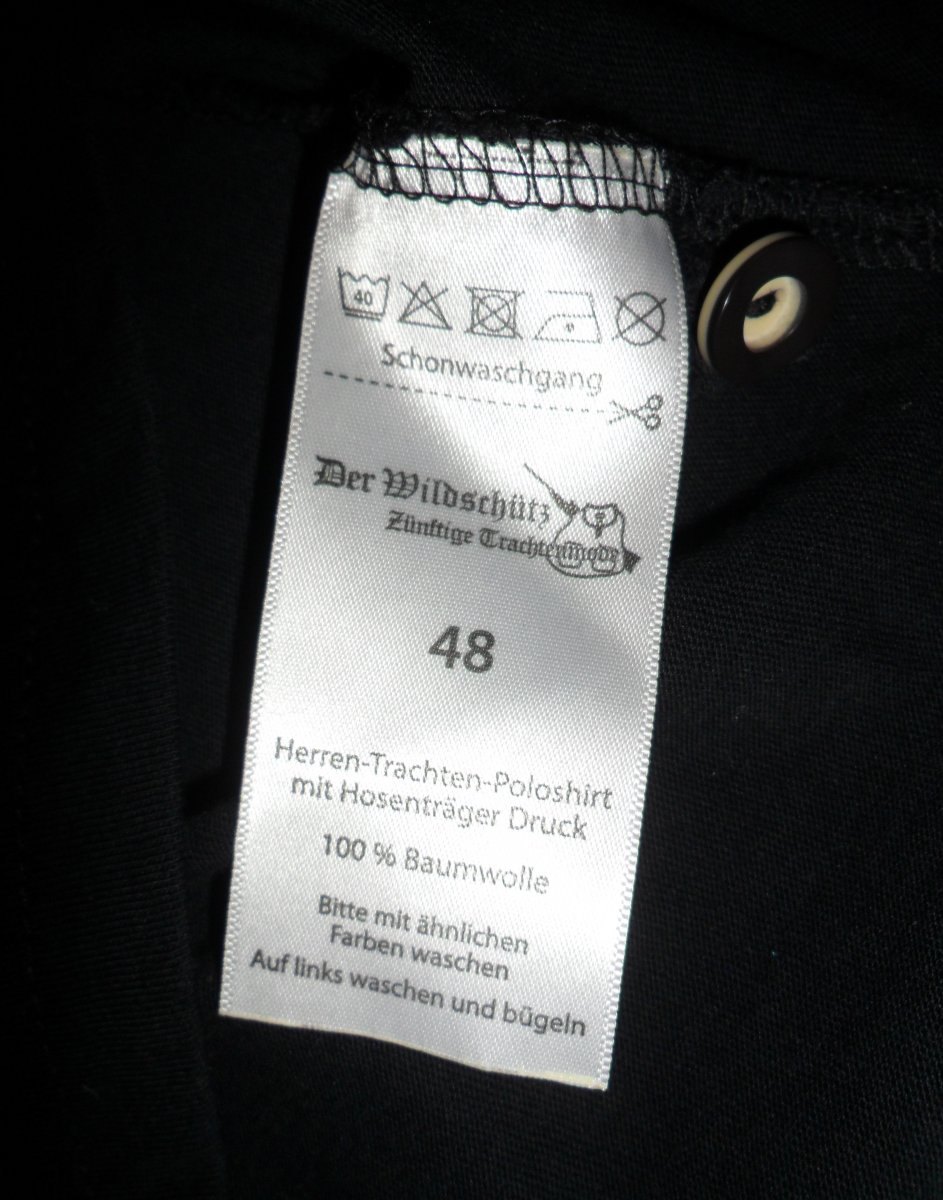 40
Schonwaschgang
Der Wildschütz
Zünftige Trachtenmode
48
Herren-Trachten-Poloshirt
mit Hosenträger Druck
100 % Baumwolle
Bitte mit ähnlichen
Farben waschen
Auf links waschen und bügeln